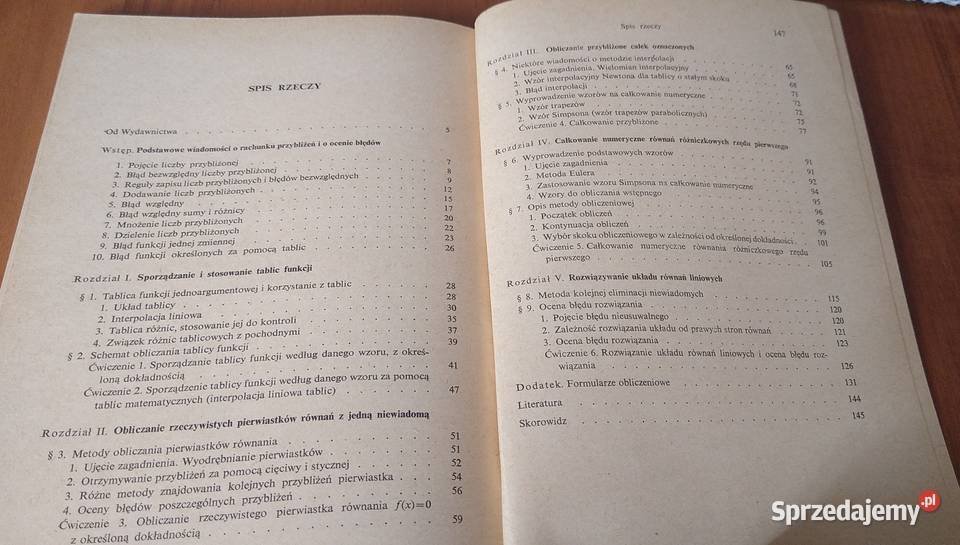 SPIS RZECZY
Od Wydawnictwa . . . 5
Wstęp. Podstawowe wiadomości o rachunku przybliżeń i o ocenie błędów
1. Pojęcie liczby przybliżonej . . . 7
2. Błąd bezwzględny liczby przybliżonej . . . 8
3. Reguły zapisu liczb przybliżonych i błędów bezwzględnych . . . 9
4. Dodawanie liczb przybliżonych . . . 12
5. Błąd względny . . . 15
6. Błąd względny sumy i różnicy . . . 17
7. Mnożenie liczb przybliżonych . . . 20
8. Dzielenie liczb przybliżonych . . . 22
9. Błąd funkcji jednej zmiennej . . . 23
10. Błąd funkcji określonych za pomocą tablic . . . 26
Rozdział I. Sporządzanie i stosowanie tablic funkcji
§ 1. Tablica funkcji jednoargumentowej i korzystanie z tablic . . . 28
1. Układ tablicy . . . 28
2. Interpolacja liniowa . . . 30
3. Tablica różnic, stosowanie jej do kontroli . . . 35
4. Związek różnic tablicowych z pochodnymi . . . 37
§ 2. Schemat obliczania tablicy funkcji . . . 39
Ćwiczenie 1. Sporządzanie tablicy funkcji według danego wzoru, z okreś-
loną dokładnością . . . 41
Ćwiczenie 2. Sporządzenie tablicy funkcji według danego wzoru za pomocą
tablic matematycznych (interpolacja liniowa tablic) . . . 47
Rozdział II. Obliczanie rzeczywistych pierwiastków równań z jedną niewiadomą
§ 3. Metody obliczania pierwiastków równania . . . 51
1. Ujęcie zagadnienia. Wyodrębnianie pierwiastków . . . 51
2. Otrzymywanie przybliżeń za pomocą cięciwy i stycznej . . . 52
3. Różne metody znajdowania kolejnych przybliżeń pierwiastka . . . 54
4. Oceny błędów poszczególnych przybliżeń . . . 56
Ćwiczenie 3. Obliczanie rzeczywistego pierwiastka równania f(x)=0
z określoną dokładnością . . . 59
Spis rzeczy 147
Rozdział III. Obliczanie przybliżone całek oznaczonych
§ 4. Niektóre wiadomości o metodzie interpolacji . . . 65
1. Ujęcie zagadnienia. Wielomian interpolacyjny . . . 65
2. Wzór interpolacyjny Newtona dla tablicy o stałym skoku . . . 68
3. Błąd interpolacji . . . 71
§ 5. Wyprowadzenie wzorów na całkowanie numeryczne . . . 72
1. Wzór trapezów . . . 72
2. Wzór Simpsona (wzór trapezów parabolicznych) . . . 75
Ćwiczenie 4. Całkowanie przybliżone . . . 77
Rozdział IV. Całkowanie numeryczne równań różniczkowych rzędu pierwszego
§ 6. Wyprowadzenie podstawowych wzorów . . . 91
1. Ujęcie zagadnienia . . . 91
2. Metoda Eulera . . . 92
3. Zastosowanie wzoru Simpsona na całkowanie numeryczne . . . 94
4. Wzory do obliczania wstępnego . . . 95
§ 7. Opis metody obliczeniowej . . . 96
1. Początek obliczeń . . . 96
2. Kontynuacja obliczeń . . . 99
3. Wybór skoku obliczeniowego w zależności od określonej dokładności . 101
Ćwiczenie 5. Całkowanie numeryczne równania różniczkowego rzędu
pierwszego . . . 105
Rozdział V. Rozwiązywanie układu równań liniowych
§ 8. Metoda kolejnej eliminacji niewiadomych . . . 115
§ 9. Ocena błędu rozwiązania . . . 120
1. Pojęcie błędu nieusuwalnego . . . 120
2. Zależność rozwiązania układu od prawych stron równań . . . 121
3. Ocena błędu rozwiązania . . . 123
Ćwiczenie 6. Rozwiązanie układu równań liniowych i ocena błędu roz-
wiązania . . . 126
Dodatek. Formularze obliczeniowe . . . 131
Literatura . . . 144
Skorowidz . . . 145
Sprzedajemy.pl